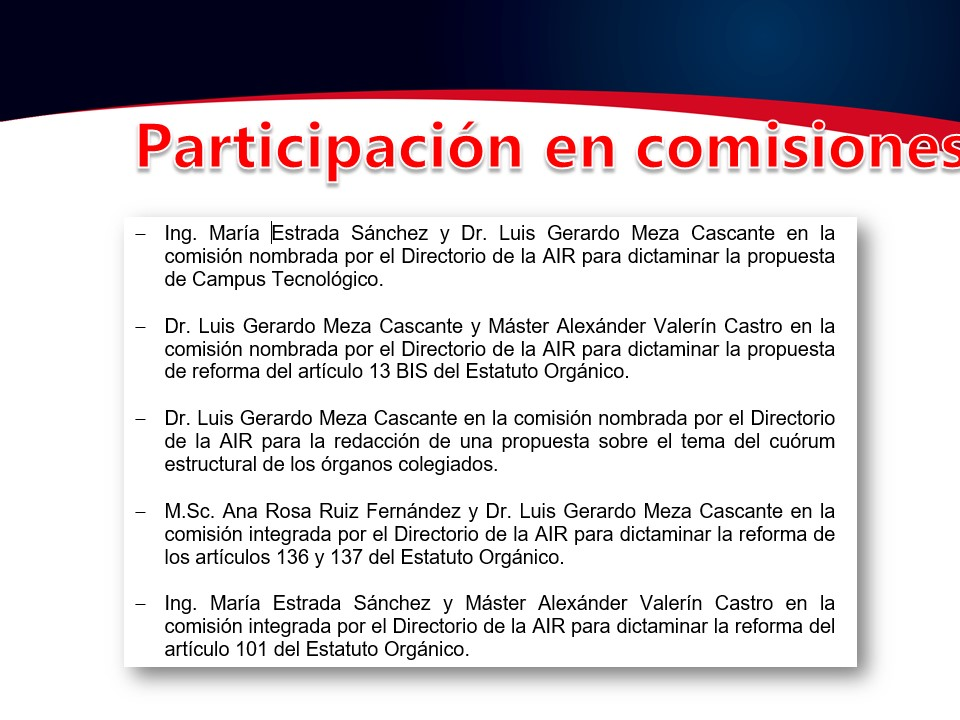 Participación en comisiones
– Ing. María Estrada Sánchez y Dr. Luis Gerardo Meza Cascante en la
comisión nombrada por el Directorio de la AIR para dictaminar la propuesta
de Campus Tecnológico.
– Dr. Luis Gerardo Meza Cascante y Máster Alexánder Valerín Castro en la
comisión nombrada por el Directorio de la AIR para dictaminar la propuesta
de reforma del artículo 13 BIS del Estatuto Orgánico.
– Dr. Luis Gerardo Meza Cascante en la comisión nombrada por el Directorio
de la AIR para la redacción de una propuesta sobre el tema del cuórum
estructural de los órganos colegiados.
– M.Sc. Ana Rosa Ruiz Fernández y Dr. Luis Gerardo Meza Cascante en la
comisión integrada por el Directorio de la AIR para dictaminar la reforma de
los artículos 136 y 137 del Estatuto Orgánico.
– Ing. María Estrada Sánchez y Máster Alexánder Valerín Castro en la
comisión integrada por el Directorio de la AIR para dictaminar la reforma del
artículo 101 del Estatuto Orgánico.